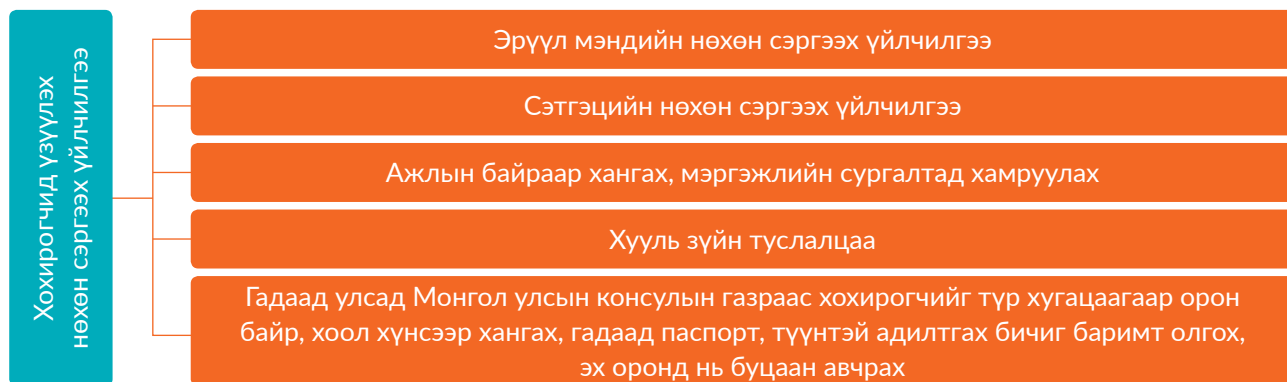 Хохирогчид үзүүлэх
нөхөн сэргээх үйлчилгээ
Эрүүл мэндийн нөхөн сэргээх үйлчилгээ
Сэтгэцийн нөхөн сэргээх үйлчилгээ
Ажлын байраар хангах, мэргэжлийн сургалтад хамруулах
Хууль зүйн туслалцаа
Гадаад улсад Монгол улсын консулын газраас хохирогчийг түр хугацаагаар орон
байр, хоол хүнсээр хангах, гадаад паспорт, түүнтэй адилтгах бичиг баримт олгох,
эх оронд нь буцаан авчрах